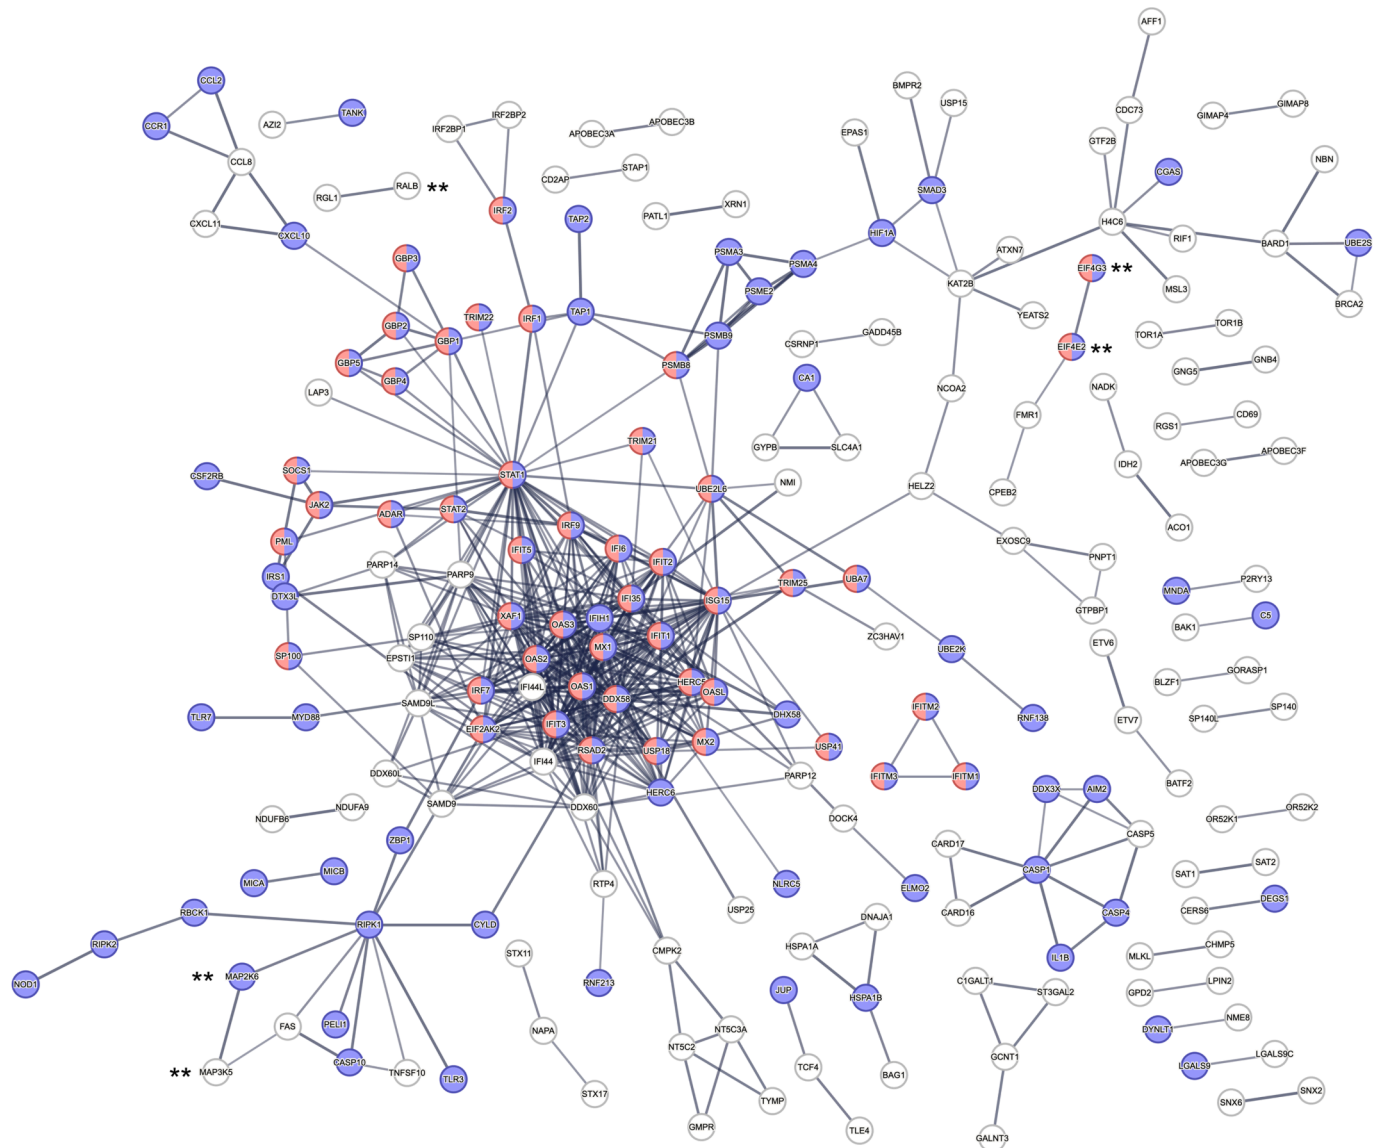 AFF1
CCL2
BMPR2
USP15
CDC73
GIMAP8
GIMAP4
TANK1
AZI2
CCR1
IRF2BP2
IRF2BP1
APOBEC3B
APOBEC3A
EPAS1
GTF2B
NBN
CCL8
STAP1
CD2AP
CGAS
RALB
**
RGL1
SMAD3
IRF2
TAP2
XRN1
PATL1
H4C6
CXCL11
CXCL10
HIF1A
RIF1
BARD1
UBE2S
ATXN7
PSMA3
PSMA4
GBP3
EIF4G3
**
KAT2B
MSL3
BRCA2
PSME2
TAP1
TRIM22
IRF1
GBP2
YEATS2
TOR1B
TOR1A
GBP1
PSMB9
GADD45B
CSRNP1
EIF4E2
**
GBP5
GNB4
GNG5
PSMB8
GBP4
CA1
LAP3
NCOA2
NADK
FMR1
CD69
RGS1
TRIM21
GYPB
SLC4A1
APOBEC3F
APOBEC3G
SOCS1
CSF2RB
STAT1
IDH2
UBE2L6
NMI
HELZ2
CPEB2
JAK2
STAT2
ADAR
IRF9
ACO1
PML
IFIT5
IFI6
EXOSC9
PNPT1
IFIT2
PARP14
PARP9
IRS1
UBA7
TRIM25
P2RY13
MNDA
DTX3L
IFI35
ISG15
GTPBP1
XAF1
OAS3
IFIH1
C5
BAK1
SP110
IFIT1
ZC3HAV1
ETV6
MX1
UBE2K
SP100
EPSTI1
OAS2
GORASP1
BLZF1
HERC5
IFI44L
OAS1
IRF7
OASL
DDX58
SAMD9L
IFITM2
TLR7
MYD88
DHX58
RNF138
ETV7
SP140
SP140L
EIF2AK2
IFIT3
MX2
USP41
RSAD2
USP18
IFI44
DDX60L
PARP12
IFITM3
IFITM1
BATF2
HERC6
DDX3X
AIM2
NDUFA9
NDUFB6
SAMD9
DDX60
DOCK4
OR52K2
OR52K1
CASP5
ZBP1
CARD17
SAT2
SAT1
MICB
MICA
RTP4
NLRC5
ELMO2
CASP1
DEGS1
CERS6
RBCK1
USP25
CARD16
CASP4
RIPK1
CYLD
DNAJA1
RIPK2
STX11
CMPK2
HSPA1A
CHMP5
MLKL
IL1B
**
MAP2K6
NOD1
RNF213
JUP
HSPA1B
C1GALT1
ST3GAL2
LPIN2
GPD2
FAS
PELI1
NAPA
NT5C3A
NT5C2
NME8
DYNLT1
**
MAP3K5
CASP10
TNFSF10
TLR3
TCF4
BAG1
GCNT1
LGALS9C
LGALS9
STX17
TYMP
SNX2
SNX6
GMPR
TLE4
GALNT3